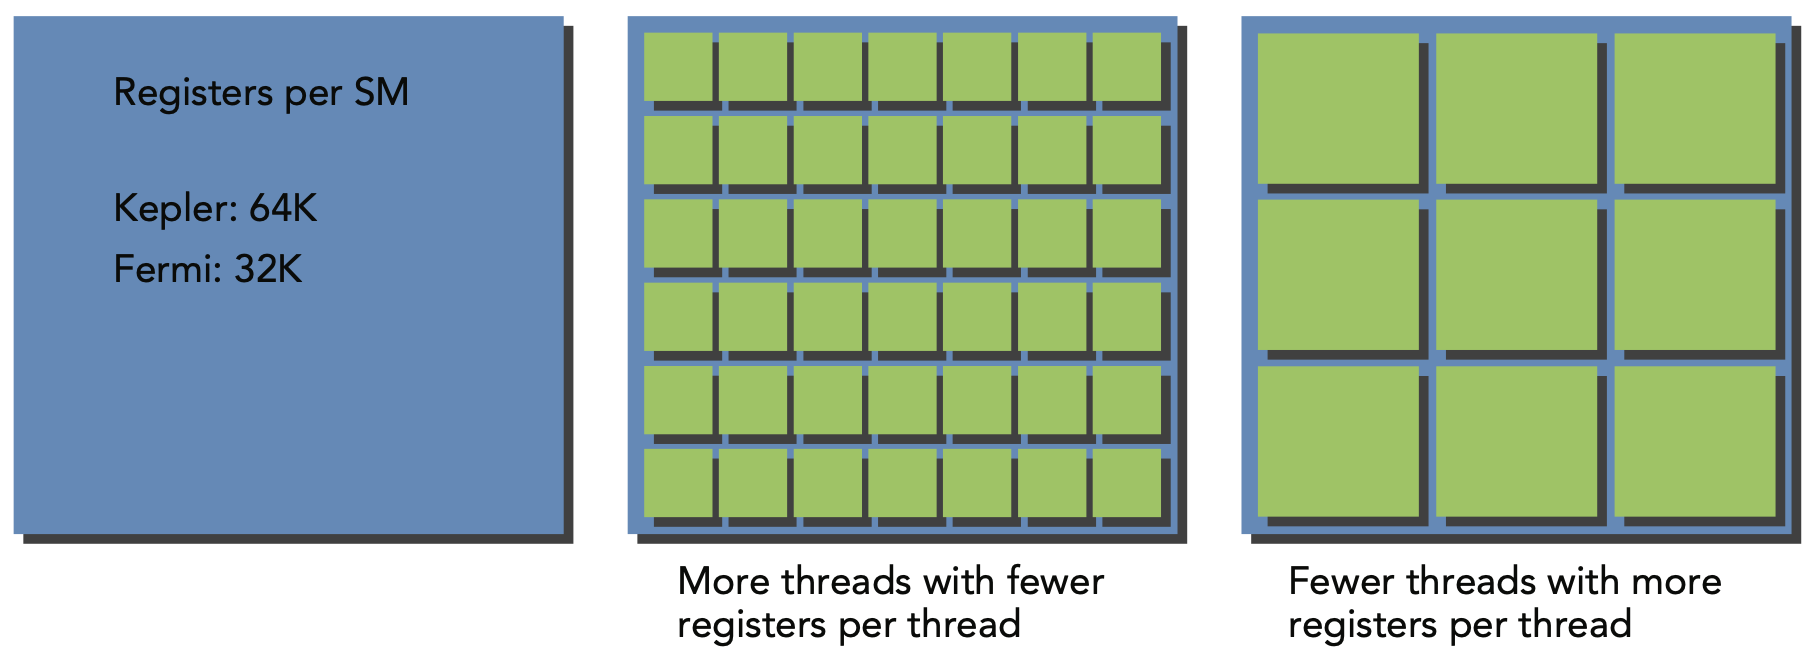 Registers per SM
Kepler: 64K
Fermi: 32K
More threads with fewer
registers per thread
Fewer threads with more
registers per thread